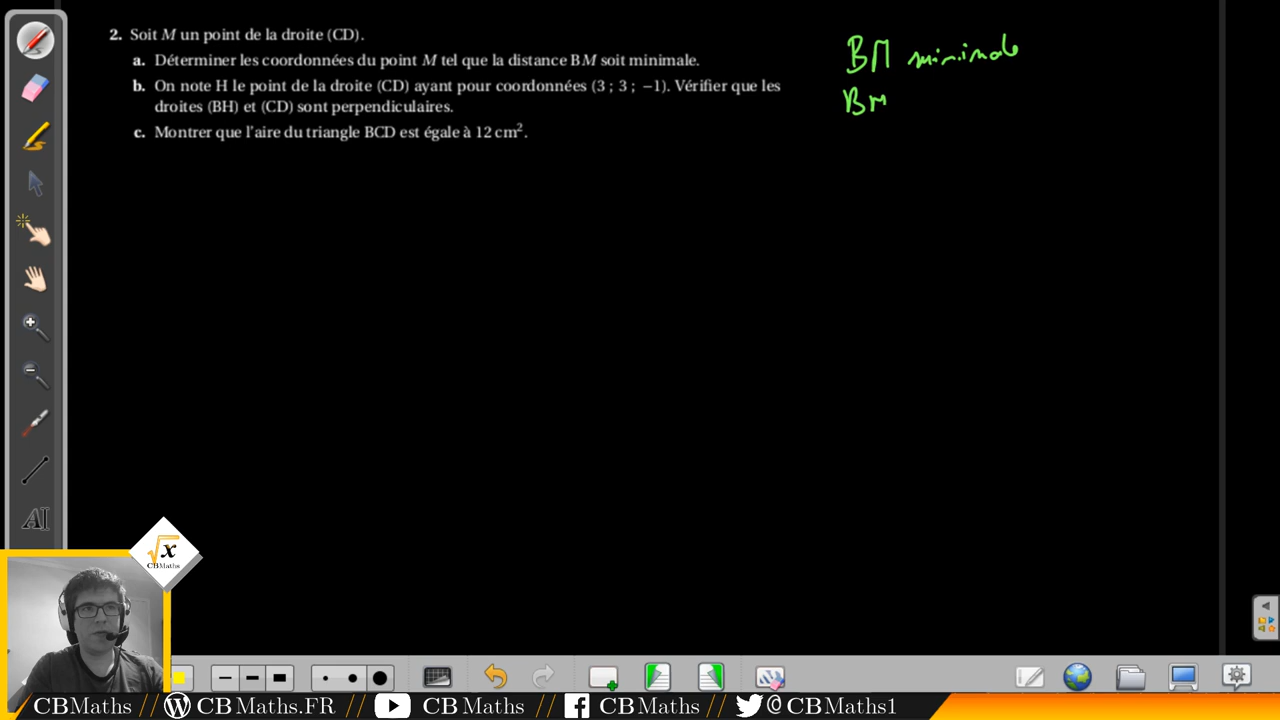 2. Soit M un point de la droite (CD).
a. Déterminer les coordonnées du point M tel que la distance BM soit minimale.
b. On note H le point de la droite (CD) ayant pour coordonnées (3 ; 3 ; −1). Vérifier que les
droites (BH) et (CD) sont perpendiculaires.
c. Montrer que l'aire du triangle BCD est égale à 12 cm².
BM minimale
BM
AI
√x
CBMaths
CBMaths // CBMaths.FR // CBMaths // CBMaths // @CBMaths1